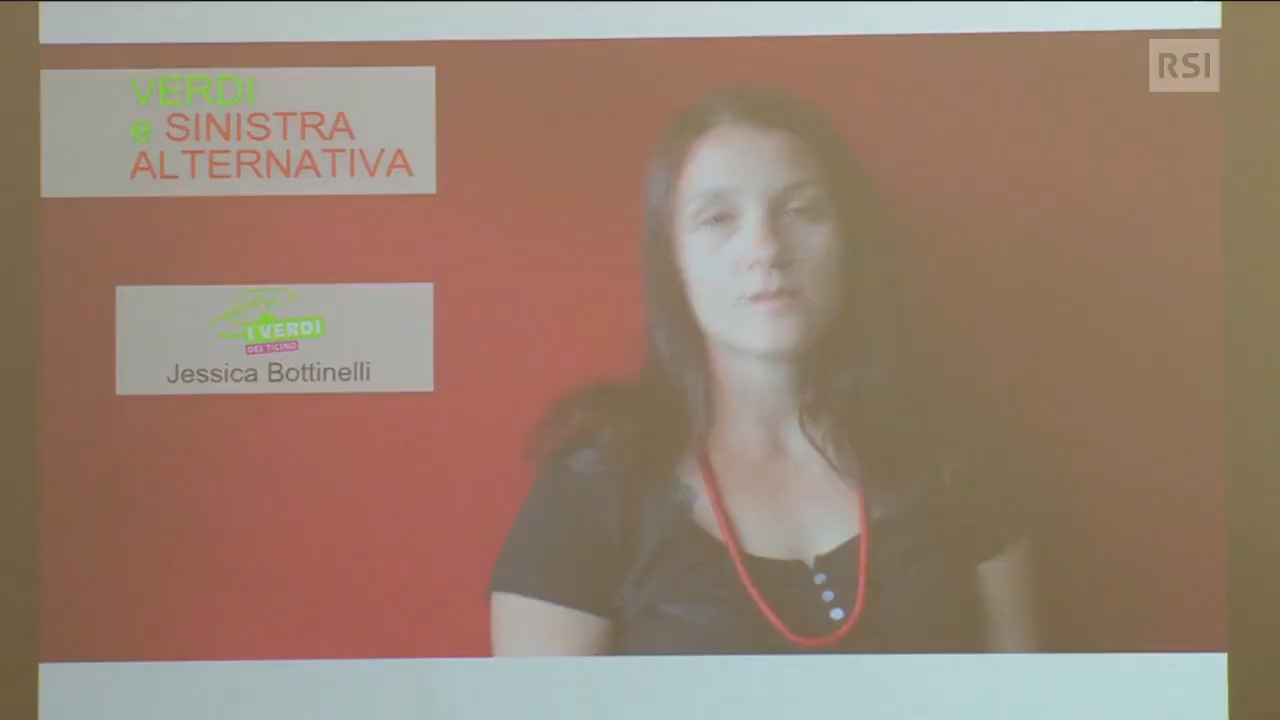 VERDI
e SINISTRA
ALTERNATIVA
RSI
I VERDI
DEL TICINO
Jessica Bottinelli